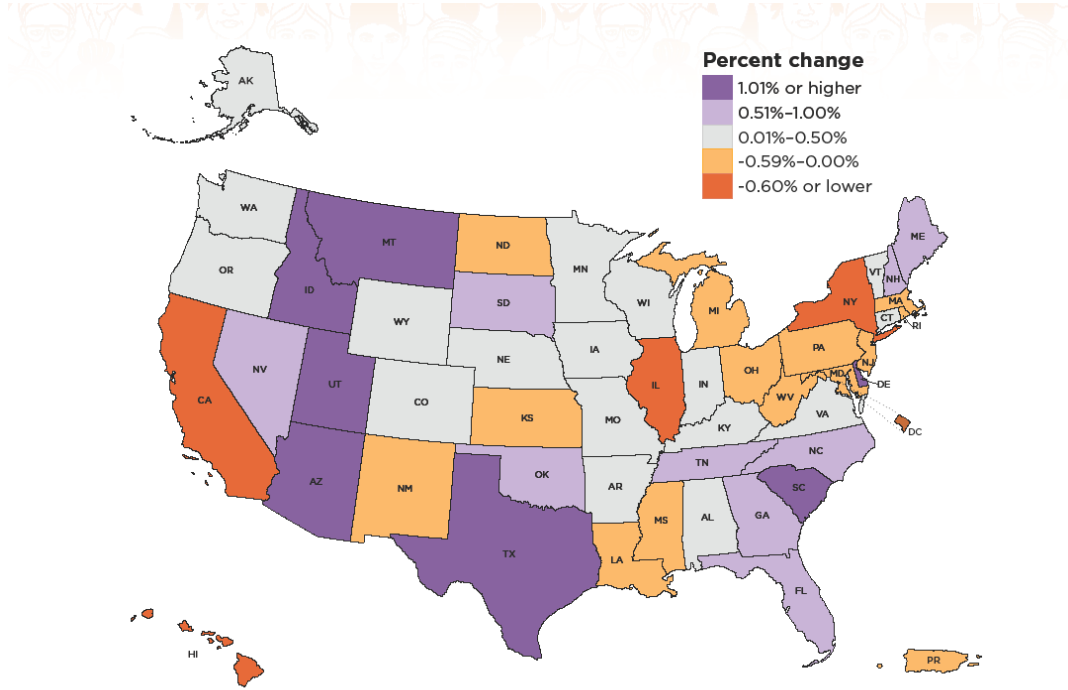 Percent change
1.01% or higher
0.51%–1.00%
0.01%–0.50%
-0.59%–0.00%
-0.60% or lower
AK
WA
MT
ND
MN
ME
OR
ID
SD
WI
MI
NY
VT
NH
MA
CT
RI
WY
NE
IA
PA
NJ
NV
UT
CO
KS
MO
IL
IN
OH
WV
MD
DE
DC
CA
KY
VA
AZ
NM
OK
AR
TN
NC
SC
TX
LA
MS
AL
GA
FL
HI
PR